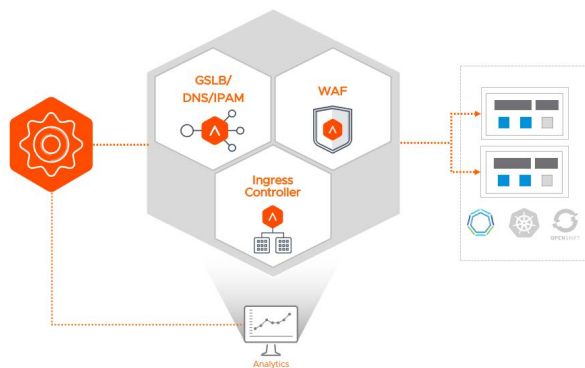 GSLB/
DNS/IPAM
WAF
Ingress
Controller
OPENSHIFT
Analytics